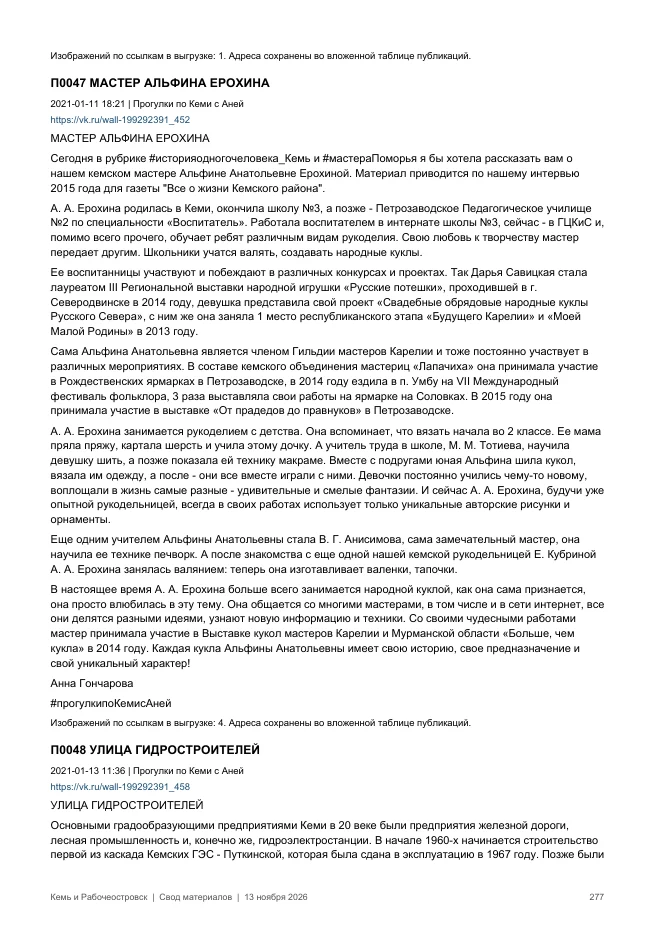 Изображений по ссылкам в выгрузке: 1. Адреса сохранены во вложенной таблице публикаций.
П0047 МАСТЕР АЛЬФИНА ЕРОХИНА
2021-01-11 18:21 | Прогулки по Кеми с Аней
https://vk.ru/wall-199292391_452
МАСТЕР АЛЬФИНА ЕРОХИНА
Сегодня в рубрике #историяодногочеловека_Кемь и #мастераПоморья я бы хотела рассказать вам о
нашем кемском мастере Альфине Анатольевне Ерохиной. Материал приводится по нашему интервью
2015 года для газеты "Все о жизни Кемского района".
А. А. Ерохина родилась в Кеми, окончила школу №3, а позже - Петрозаводское Педагогическое училище
№2 по специальности «Воспитатель». Работала воспитателем в интернате школы №3, сейчас - в ГЦКиС и,
помимо всего прочего, обучает ребят различным видам рукоделия. Свою любовь к творчеству мастер
передает другим. Школьники учатся валять, создавать народные куклы.
Ее воспитанницы участвуют и побеждают в различных конкурсах и проектах. Так Дарья Савицкая стала
лауреатом III Региональной выставки народной игрушки «Русские потешки», проходившей в г.
Северодвинске в 2014 году, девушка представила свой проект «Свадебные обрядовые народные куклы
Русского Севера», с ним же она заняла 1 место республиканского этапа «Будущего Карелии» и «Моей
Малой Родины» в 2013 году.
Сама Альфина Анатольевна является членом Гильдии мастеров Карелии и тоже постоянно участвует в
различных мероприятиях. В составе кемского объединения мастериц «Лапачиха» она принимала участие
в Рождественских ярмарках в Петрозаводске, в 2014 году ездила в п. Умбу на VII Международный
фестиваль фольклора, 3 раза выставляла свои работы на ярмарке на Соловках. В 2015 году она
принимала участие в выставке «От прадедов до правнуков» в Петрозаводске.
А. А. Ерохина занимается рукоделием с детства. Она вспоминает, что вязать начала во 2 классе. Ее мама
пряла пряжу, картала шерсть и учила этому дочку. А учитель труда в школе, М. М. Тотиева, научила
девушку шить, а позже показала ей технику макраме. Вместе с подругами юная Альфина шила кукол,
вязала им одежду, а после - они все вместе играли с ними. Девочки постоянно учились чему-то новому,
воплощали в жизнь самые разные - удивительные и смелые фантазии. И сейчас А. А. Ерохина, будучи уже
опытной рукодельницей, всегда в своих работах использует только уникальные авторские рисунки и
орнаменты.
Еще одним учителем Альфины Анатольевны стала В. Г. Анисимова, сама замечательный мастер, она
научила ее технике печворк. А после знакомства с еще одной нашей кемской рукодельницей Е. Кубриной
А. А. Ерохина занялась валянием: теперь она изготавливает валенки, тапочки.
В настоящее время А. А. Ерохина больше всего занимается народной куклой, как она сама признается,
она просто влюбилась в эту тему. Она общается со многими мастерами, в том числе и в сети интернет, все
они делятся разными идеями, узнают новую информацию и техники. Со своими чудесными работами
мастер принимала участие в Выставке кукол мастеров Карелии и Мурманской области «Больше, чем
кукла» в 2014 году. Каждая кукла Альфины Анатольевны имеет свою историю, свое предназначение и
свой уникальный характер!
Анна Гончарова
#прогулкипоКемисАней
Изображений по ссылкам в выгрузке: 4. Адреса сохранены во вложенной таблице публикаций.
П0048 УЛИЦА ГИДРОСТРОИТЕЛЕЙ
2021-01-13 11:36 | Прогулки по Кеми с Аней
https://vk.ru/wall-199292391_458
УЛИЦА ГИДРОСТРОИТЕЛЕЙ
Основными градообразующими предприятиями Кеми в 20 веке были предприятия железной дороги,
лесная промышленность и, конечно же, гидроэлектростанции. В начале 1960-х начинается строительство
первой из каскада Кемских ГЭС - Путкинской, которая была сдана в эксплуатацию в 1967 году. Позже были
Кемь и Рабочеостровск | Свод материалов | 13 ноября 2026
277